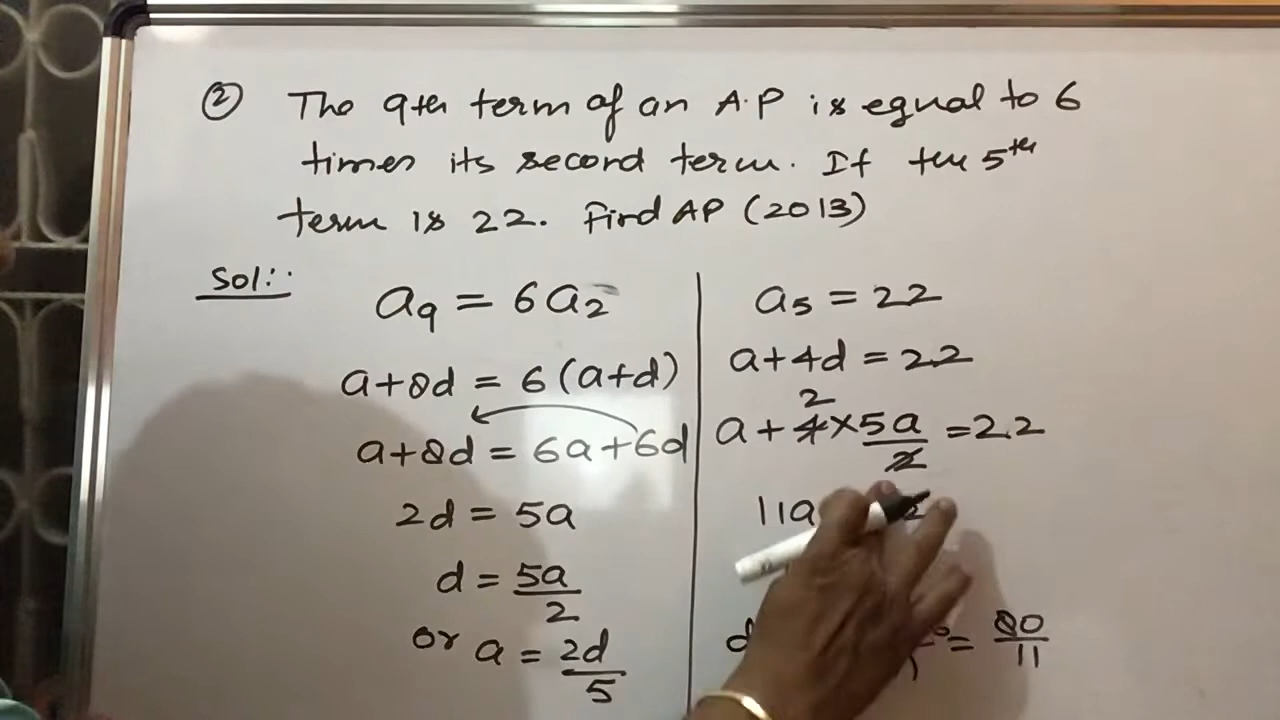 ② The 9th term of an A.P is equal to 6
times its second term. If the 5th
term is 22. Find AP (2013)
Sol:·
a₉ = 6a₂
a+8d = 6(a+d)
a+8d = 6a+6d
2d = 5a
d = 5a/2
or a = 2d/5
a₅ = 22
a+4d = 22
2
a + 4×5a/2 = 22
11a
d = 80/11